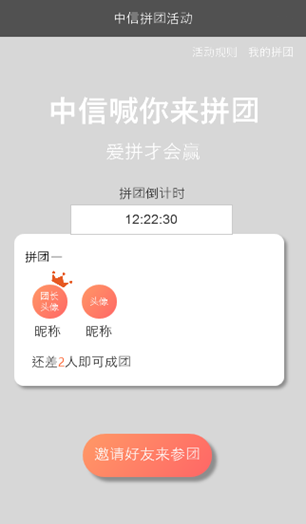 中信拼团活动
活动规则 我的拼团
中信喊你来拼团
爱拼才会赢
拼团倒计时
12:22:30
拼团一
团长
头像
头像
昵称 昵称
还差2人即可成团
邀请好友来参团